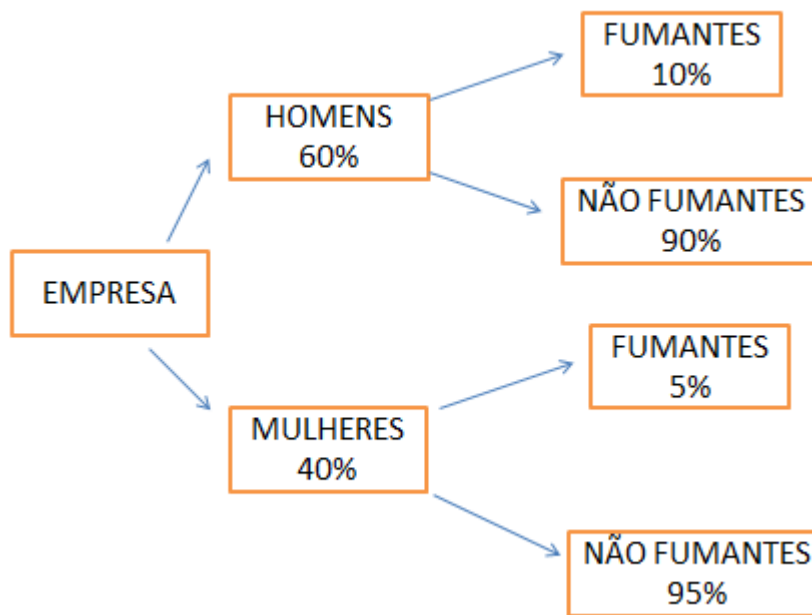 FUMANTES
10%
HOMENS
60%
NÃO FUMANTES
90%
EMPRESA
FUMANTES
5%
MULHERES
40%
NÃO FUMANTES
95%